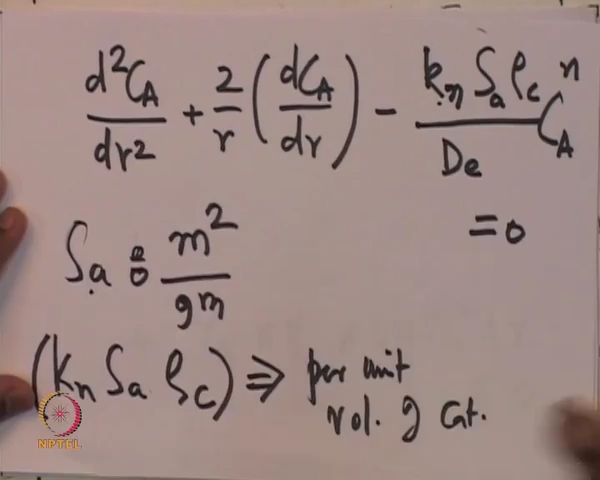 d²C_A/dr² + 2/r (dC_A/dr) - k_n S_a ρ_c/D_e C_A^n
= 0
S_a : m²/gm
(k_n S_a ρ_c) ⇒ per unit
vol. of cat.
NPTEL